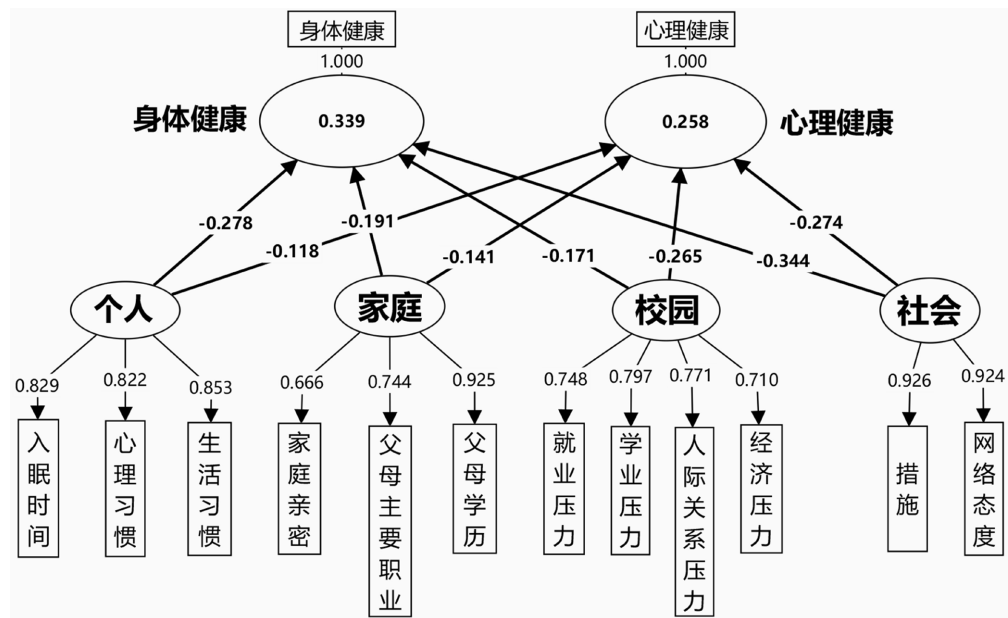 身体健康 心理健康
1.000 1.000
身体健康 0.339 0.258 心理健康
-0.278 -0.191 -0.274
-0.118 -0.141 -0.171 -0.265 -0.344
个人 家庭 校园 社会
0.829 0.822 0.853 0.666 0.744 0.925 0.748 0.797 0.771 0.710 0.926 0.924
入眠时间
心理习惯
生活习惯
家庭亲密
父母主要职业
父母学历
就业压力
学业压力
人际关系压力
经济压力
措施
网络态度